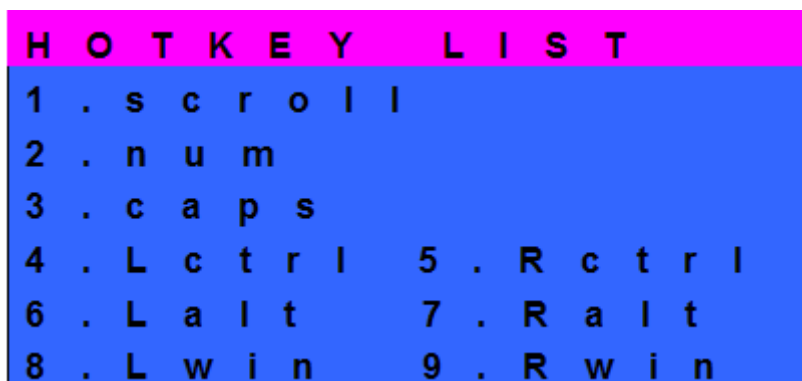 HOTKEY LIST
1.scroll
2.num
3.caps
4.Lctrl 5.Rctrl
6.Lalt 7.Ralt
8.Lwin 9.Rwin